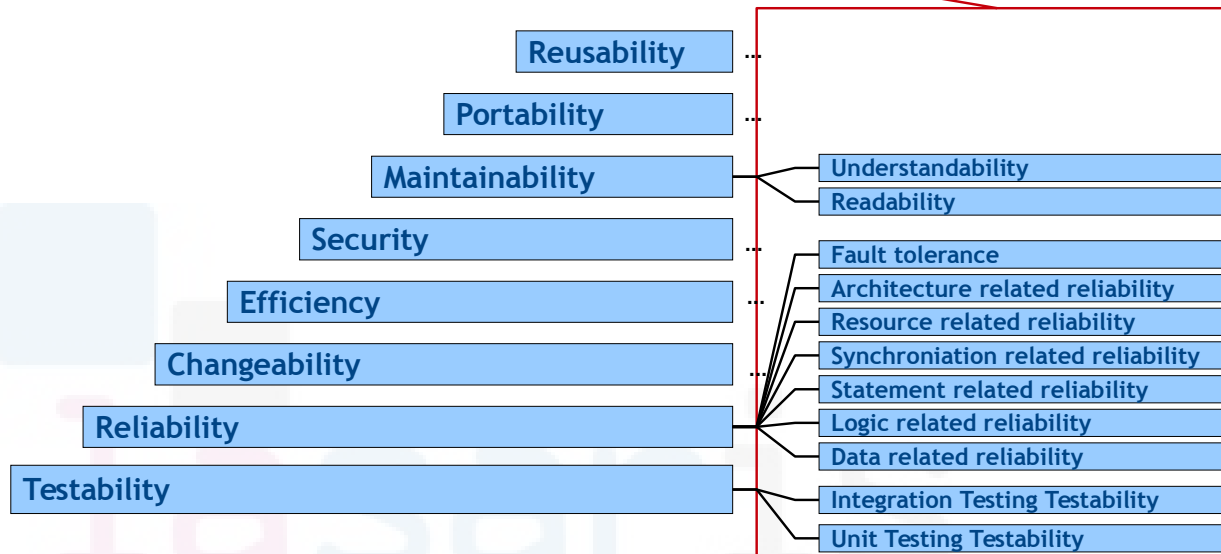 Reusability ...
Portability ...
Maintainability
Understandability
Readability
Security ...
Efficiency ...
Changeability ...
Reliability
Fault tolerance
Architecture related reliability
Resource related reliability
Synchroniation related reliability
Statement related reliability
Logic related reliability
Data related reliability
Testability
Integration Testing Testability
Unit Testing Testability